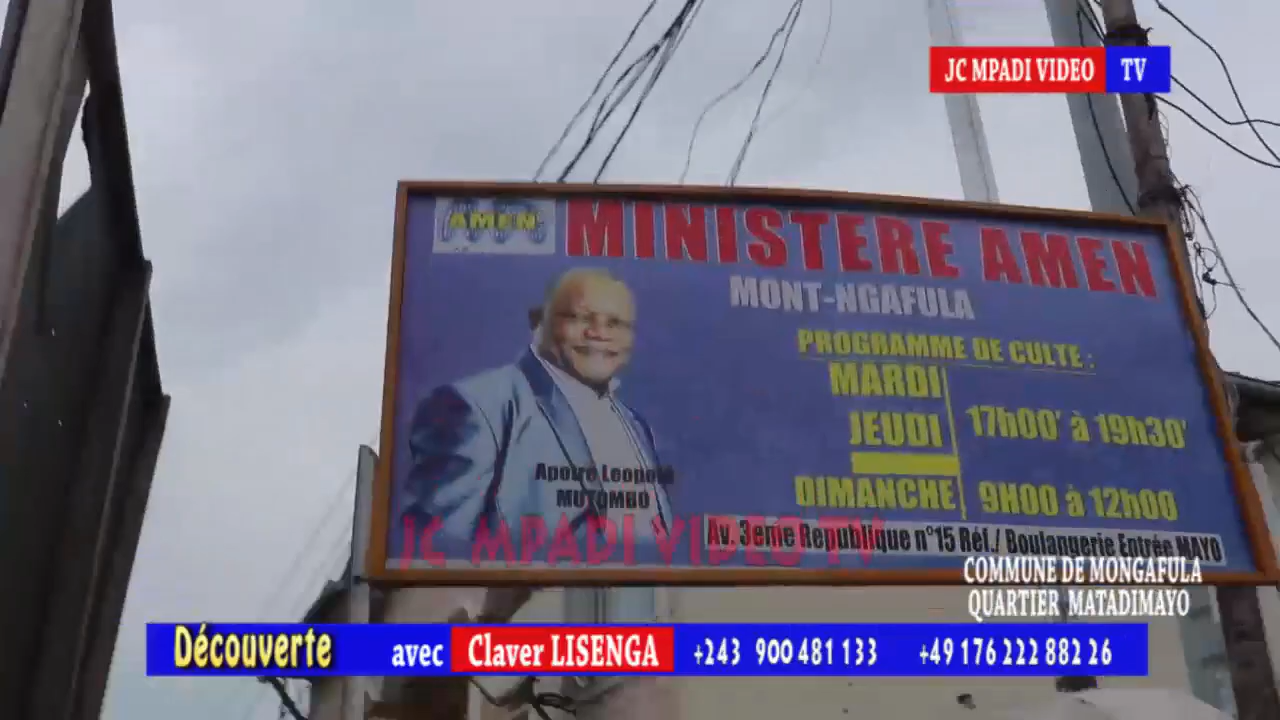 JC MPADI VIDEO TV
AMEN
MINISTERE AMEN
MONT-NGAFULA
PROGRAMME DE CULTE :
MARDI
JEUDI
17h00' à 19h30'
DIMANCHE 9H00 à 12h00
Apotre Leopold
MUTOMBO
JC MPADI VIDEO TV
Av. 3eme Republique n°15 Réf./ Boulangerie Entrée MAYO
COMMUNE DE MONGAFULA
QUARTIER MATADIMAYO
Découverte avec Claver LISENGA +243 900 481 133 +49 176 222 882 26